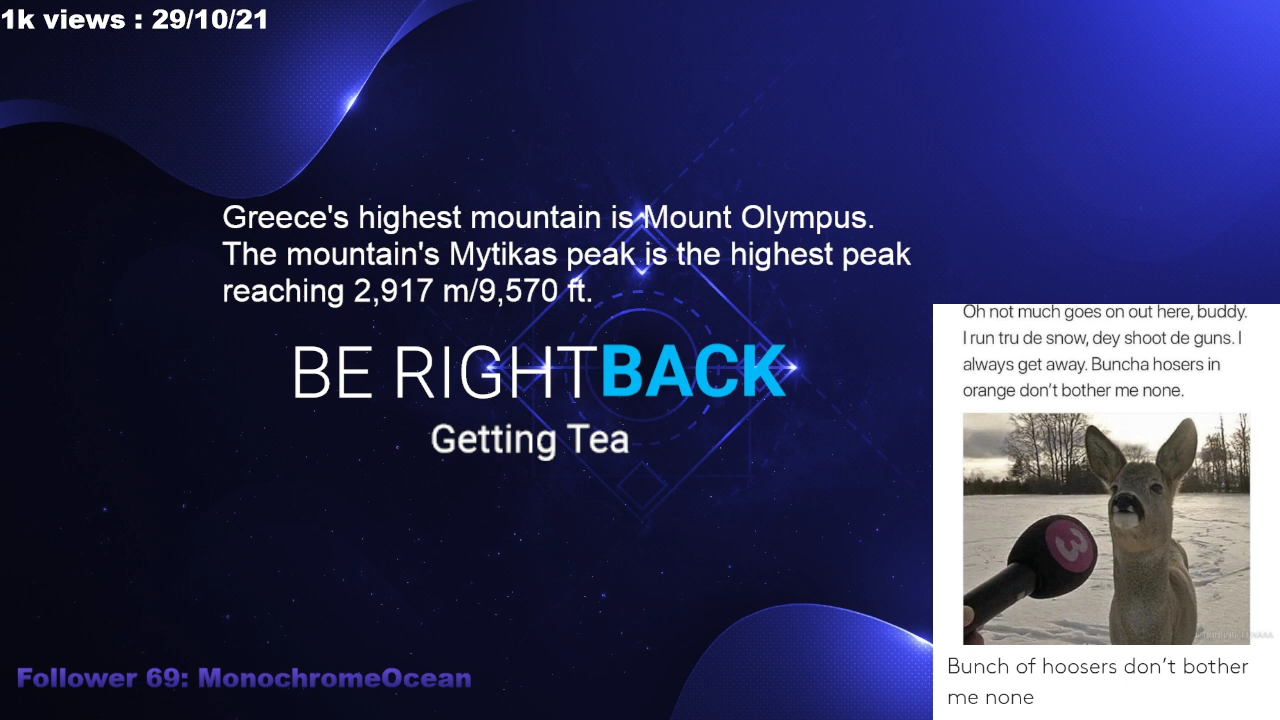 1k views : 29/10/21
Greece's highest mountain is Mount Olympus.
The mountain's Mytikas peak is the highest peak
reaching 2,917 m/9,570 ft.
BE RIGHTBACK
Getting Tea
Oh not much goes on out here, buddy.
I run tru de snow, dey shoot de guns. I
always get away. Buncha hosers in
orange don’t bother me none.
3
Bunch of hoosers don’t bother
me none
Follower 69: MonochromeOcean